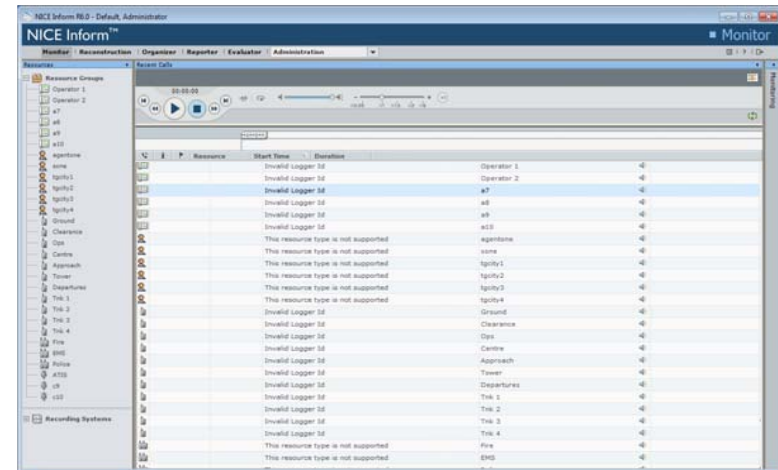 NICE Inform R6.0 - Default, Administrator
NICE Inform™
Monitor
Monitor Reconstruction Organizer Reporter Evaluator Administration
Resources
Recent Calls
Monitoring
Resource Groups
Operator 1
Operator 2
a7
a8
a9
a10
agentone
xone
tgcity1
tgcity2
tgcity3
tgcity4
Ground
Clearance
Ops
Centre
Approach
Tower
Departures
Tnk 1
Tnk 2
Tnk 3
Tnk 4
Fire
EMS
Police
ATIS
c9
c10
Recording Systems
00:00:00
Resource Start Time Duration
Invalid Logger Id Operator 1
Invalid Logger Id Operator 2
Invalid Logger Id a7
Invalid Logger Id a8
Invalid Logger Id a9
Invalid Logger Id a10
This resource type is not supported agentone
This resource type is not supported xone
This resource type is not supported tgcity1
This resource type is not supported tgcity2
This resource type is not supported tgcity3
This resource type is not supported tgcity4
Invalid Logger Id Ground
Invalid Logger Id Clearance
Invalid Logger Id Ops
Invalid Logger Id Centre
Invalid Logger Id Approach
Invalid Logger Id Tower
Invalid Logger Id Departures
Invalid Logger Id Tnk 1
Invalid Logger Id Tnk 2
Invalid Logger Id Tnk 3
Invalid Logger Id Tnk 4
This resource type is not supported Fire
This resource type is not supported EMS